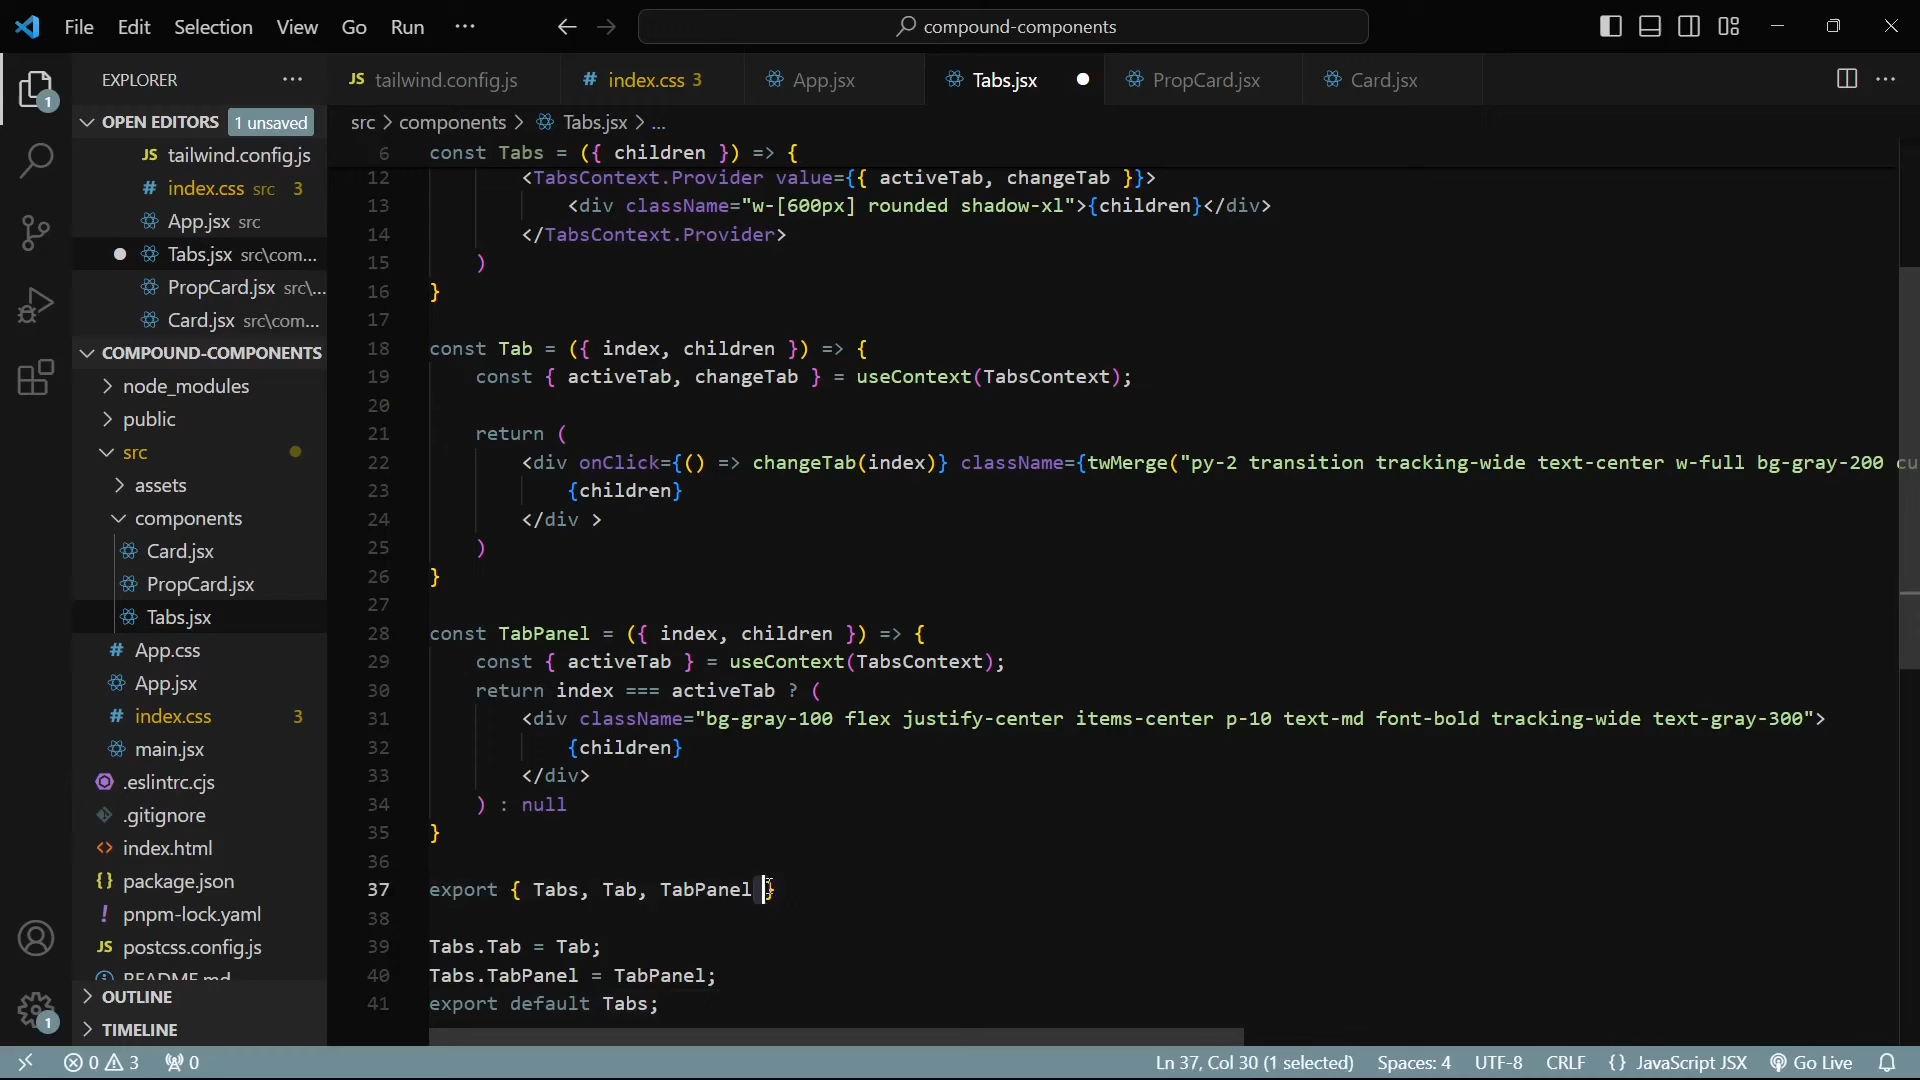 File Edit Selection View Go Run ··· compound-components
EXPLORER ···
tailwind.config.js index.css 3 App.jsx Tabs.jsx PropCard.jsx Card.jsx
OPEN EDITORS 1 unsaved
tailwind.config.js
index.css src 3
App.jsx src
Tabs.jsx src\com...
PropCard.jsx src\...
Card.jsx src\com...
COMPOUND-COMPONENTS
node_modules
public
src
assets
components
Card.jsx
PropCard.jsx
Tabs.jsx
App.css
App.jsx
index.css 3
main.jsx
.eslintrc.cjs
.gitignore
index.html
package.json
pnpm-lock.yaml
postcss.config.js
README.md
OUTLINE
TIMELINE
src > components > Tabs.jsx > ...
6 const Tabs = ({ children }) => {
12 <TabsContext.Provider value={{ activeTab, changeTab }}>
13 <div className="w-[600px] rounded shadow-xl">{children}</div>
14 </TabsContext.Provider>
15 )
16 }
17
18 const Tab = ({ index, children }) => {
19 const { activeTab, changeTab } = useContext(TabsContext);
20
21 return (
22 <div onClick={() => changeTab(index)} className={twMerge("py-2 transition tracking-wide text-center w-full bg-gray-200 cu
23 {children}
24 </div >
25 )
26 }
27
28 const TabPanel = ({ index, children }) => {
29 const { activeTab } = useContext(TabsContext);
30 return index === activeTab ? (
31 <div className="bg-gray-100 flex justify-center items-center p-10 text-md font-bold tracking-wide text-gray-300">
32 {children}
33 </div>
34 ) : null
35 }
36
37 export { Tabs, Tab, TabPanel }
38
39 Tabs.Tab = Tab;
40 Tabs.TabPanel = TabPanel;
41 export default Tabs;
1
1
0 3 0 Ln 37, Col 30 (1 selected) Spaces: 4 UTF-8 CRLF {} JavaScript JSX Go Live